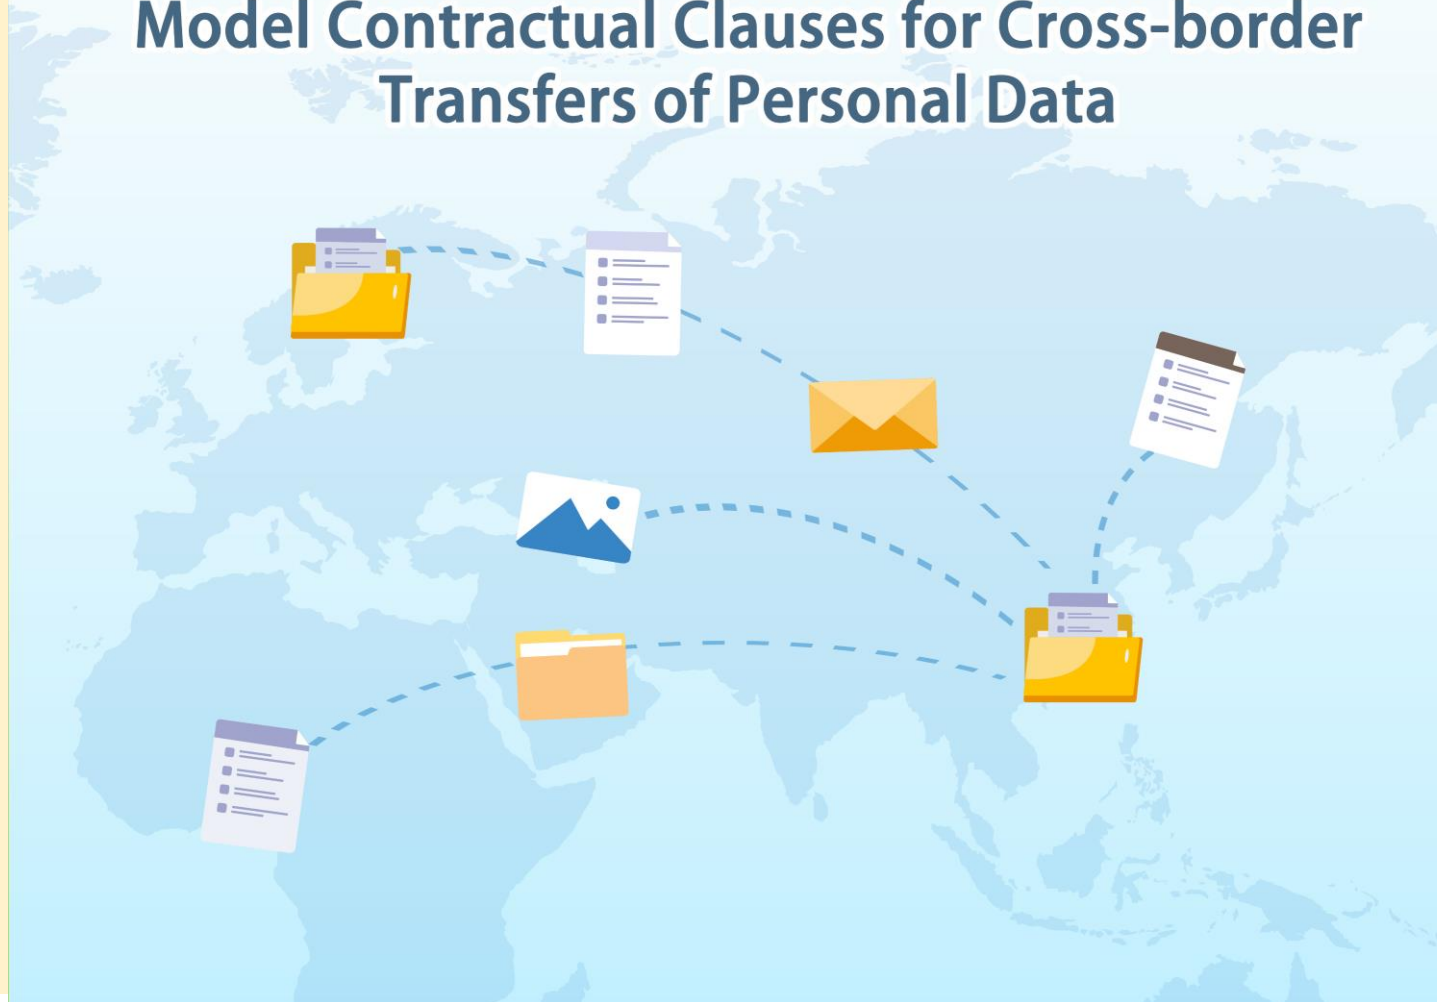 Model Contractual Clauses for Cross-border
Transfers of Personal Data